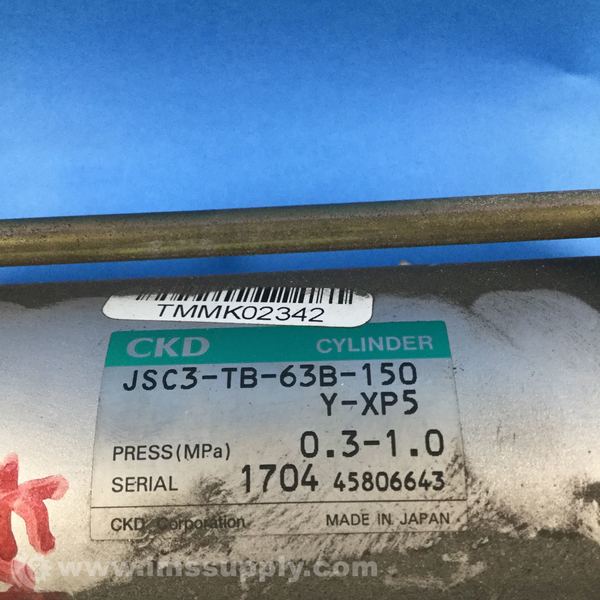 TMMK02342
CKD CYLINDER
JSC3-TB-63B-150
Y-XP5
PRESS(MPa) 0.3-1.0
SERIAL 1704 45806643
CKD Corporation MADE IN JAPAN
www.imssupply.com